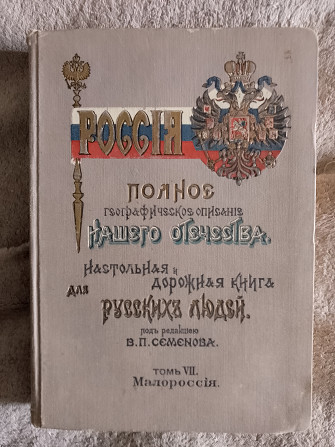 РОССІЯ
ПОЛНОЕ
ГЕОГРАФИЧЕСКОЕ ОПИСАНІЕ
НАШЕГО ОТЕЧЕСТВА.
НАСТОЛЬНАЯ И
ДОРОЖНАЯ КНИГА
ДЛЯ
РУССКИХЪ ЛЮДЕЙ.
ПОДЪ РЕДАКЦІЕЮ
В.П. СЕМЕНОВА.
ТОМЪ VII.
Малороссія.